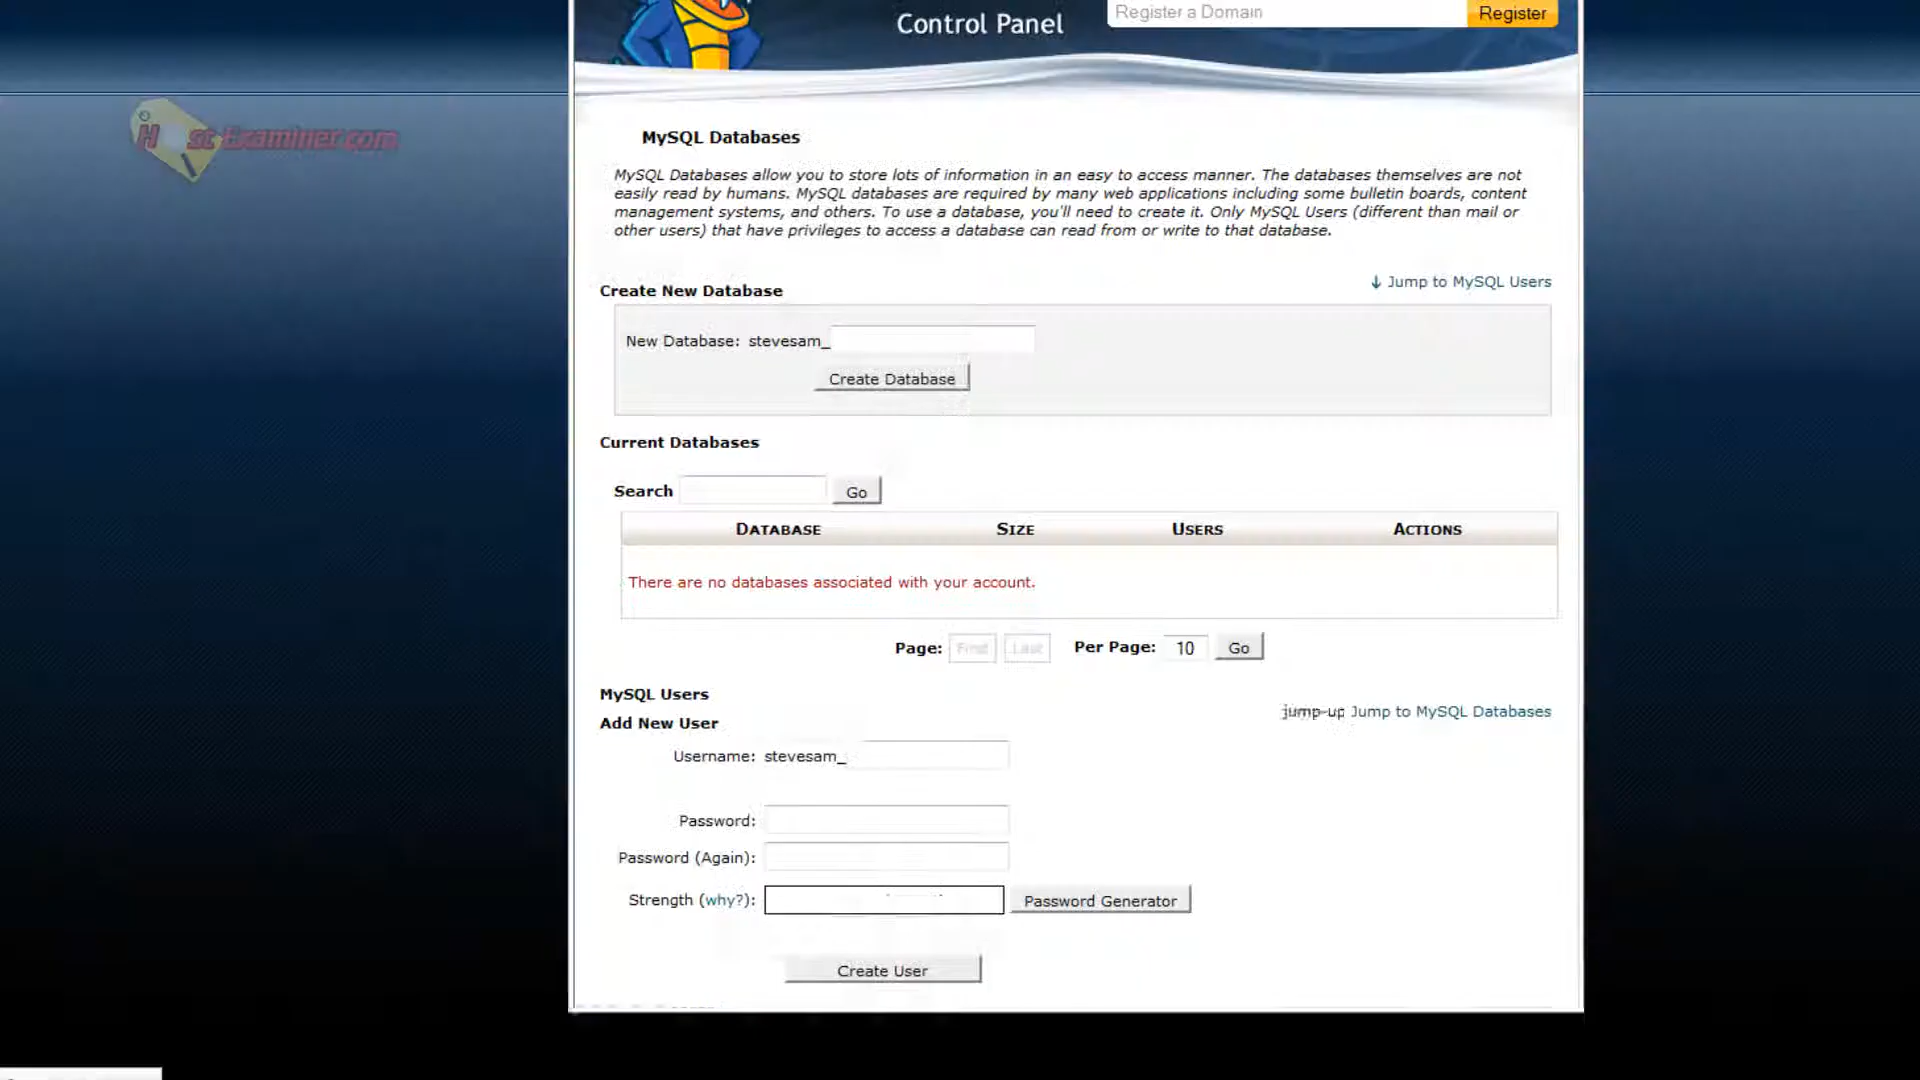 Control Panel
Register a Domain
Register
Host-Examiner.com
MySQL Databases
MySQL Databases allow you to store lots of information in an easy to access manner. The databases themselves are not
easily read by humans. MySQL databases are required by many web applications including some bulletin boards, content
management systems, and others. To use a database, you'll need to create it. Only MySQL Users (different than mail or
other users) that have privileges to access a database can read from or write to that database.
↓ Jump to MySQL Users
Create New Database
New Database: stevesam_
Create Database
Current Databases
Search
Go
DATABASE SIZE USERS ACTIONS
There are no databases associated with your account.
Page: First Last Per Page: 10 Go
MySQL Users
jump-up Jump to MySQL Databases
Add New User
Username: stevesam_
Password:
Password (Again):
Strength (why?):
Password Generator
Create User